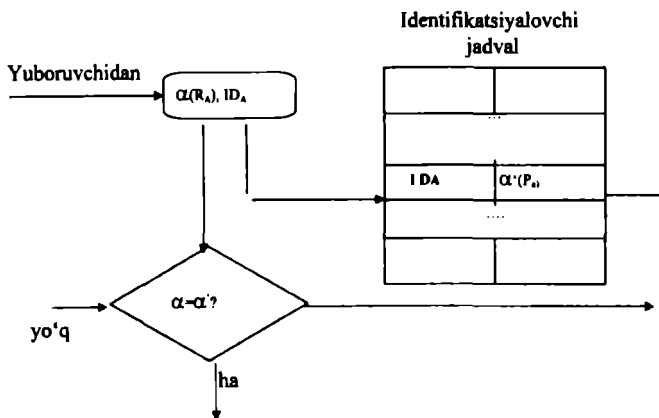 Identifikatsiyalovchi
jadval
Yuboruvchidan
α(R_A), ID_A
...
I DA α‘(P_a)
....
α=α'?
yo‘q
ha